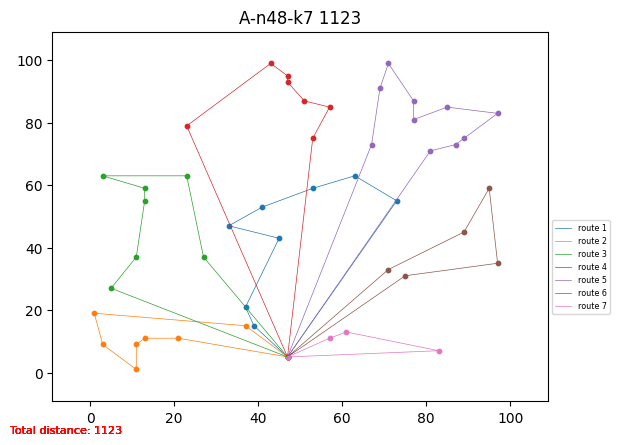 A-n48-k7 1123
100
80
60
40
20
0
0 20 40 60 80 100
route 1
route 2
route 3
route 4
route 5
route 6
route 7
Total distance: 1123